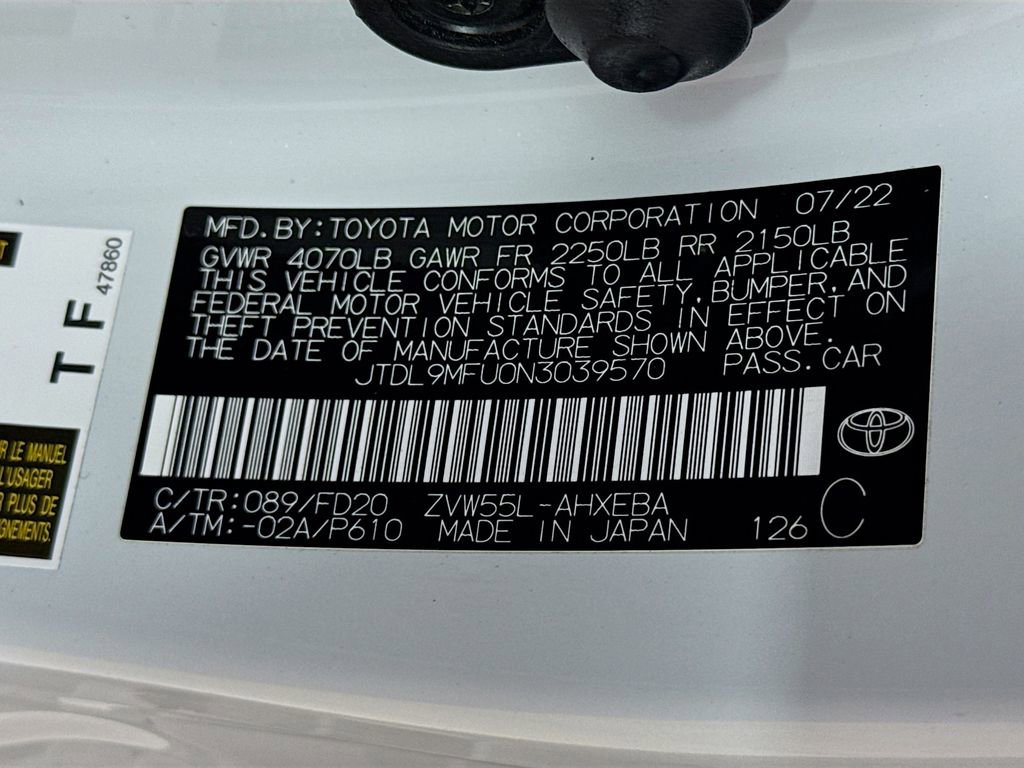 MFD. BY: TOYOTA MOTOR CORPORATION 07/22
GVWR 4070LB GAWR FR 2250LB RR 2150LB
THIS VEHICLE CONFORMS TO ALL APPLICABLE
FEDERAL MOTOR VEHICLE SAFETY, BUMPER, AND
THEFT PREVENTION STANDARDS IN EFFECT ON
THE DATE OF MANUFACTURE SHOWN ABOVE.
JTDL9MFU0N3039570 PASS. CAR
C/TR: 089/FD20 ZVW55L-AHXEBA
A/TM: -02A/P610 MADE IN JAPAN 126 C
T F 47860
R LE MANUEL
L'USAGER
R PLUS DE
IGNEMENTS.